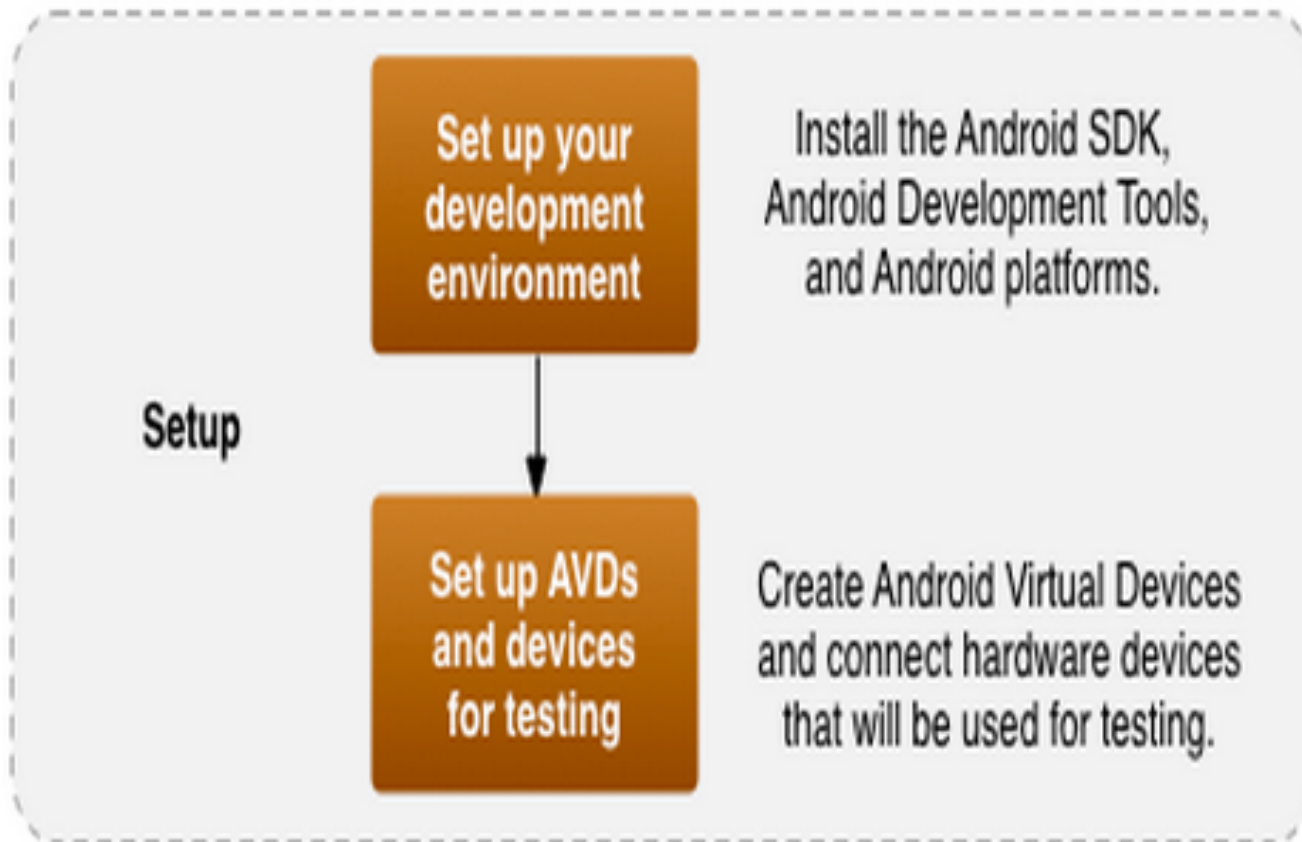 Set up your
development
environment
Install the Android SDK,
Android Development Tools,
and Android platforms.
Setup
Set up AVDs
and devices
for testing
Create Android Virtual Devices
and connect hardware devices
that will be used for testing.